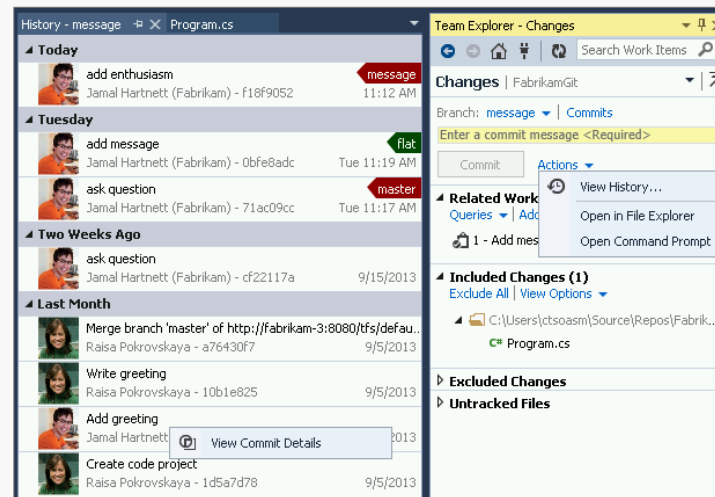 History - message
Program.cs
Today
add enthusiasm
message
Jamal Hartnett (Fabrikam) - f18f9052
11:12 AM
Tuesday
add message
flat
Jamal Hartnett (Fabrikam) - 0bfe8adc
Tue 11:19 AM
ask question
master
Jamal Hartnett (Fabrikam) - 71ac09cc
Tue 11:17 AM
Two Weeks Ago
ask question
Jamal Hartnett (Fabrikam) - cf22117a
9/15/2013
Last Month
Merge branch 'master' of http://fabrikam-3:8080/tfs/defau...
Raisa Pokrovskaya - a76430f7
9/5/2013
Write greeting
Raisa Pokrovskaya - 10b1e825
9/5/2013
Add greeting
Jamal Hartnett
2013
View Commit Details
Create code project
Raisa Pokrovskaya - 1d5a7d78
9/5/2013
Team Explorer - Changes
Search Work Items
Changes | FabrikamGit
Branch: message
Commits
Enter a commit message <Required>
Commit
Actions
View History...
Open in File Explorer
Open Command Prompt
Related Work
Queries | Add
1 - Add mes
Included Changes (1)
Exclude All | View Options
C:\Users\ctsoasm\Source\Repos\Fabrik...
C# Program.cs
Excluded Changes
Untracked Files